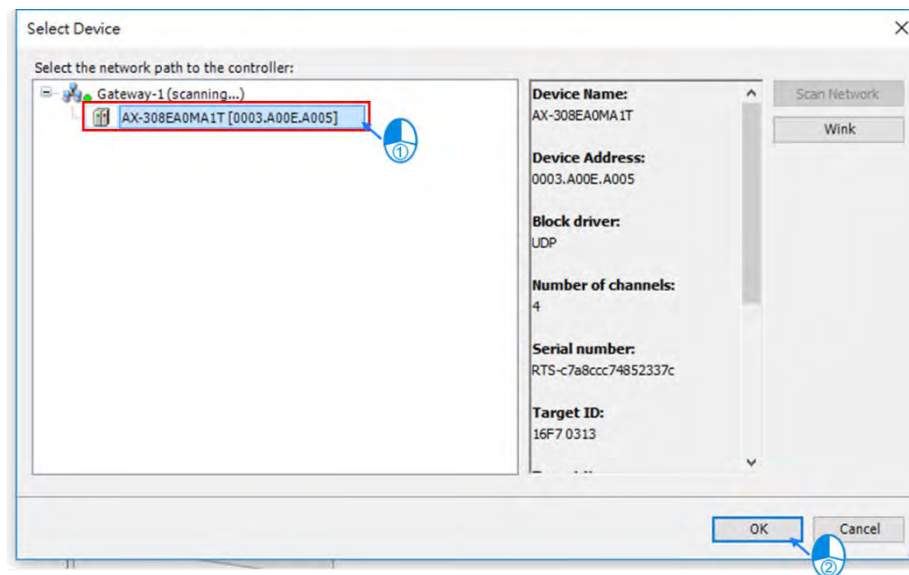 Select Device
Select the network path to the controller:
Gateway-1 (scanning...)
AX-308EA0MA1T [0003.A00E.A005]
①
Device Name:
AX-308EA0MA1T
Device Address:
0003.A00E.A005
Block driver:
UDP
Number of channels:
4
Serial number:
RTS-c7a8ccc74852337c
Target ID:
16F7 0313
Scan Network
Wink
OK
Cancel
②